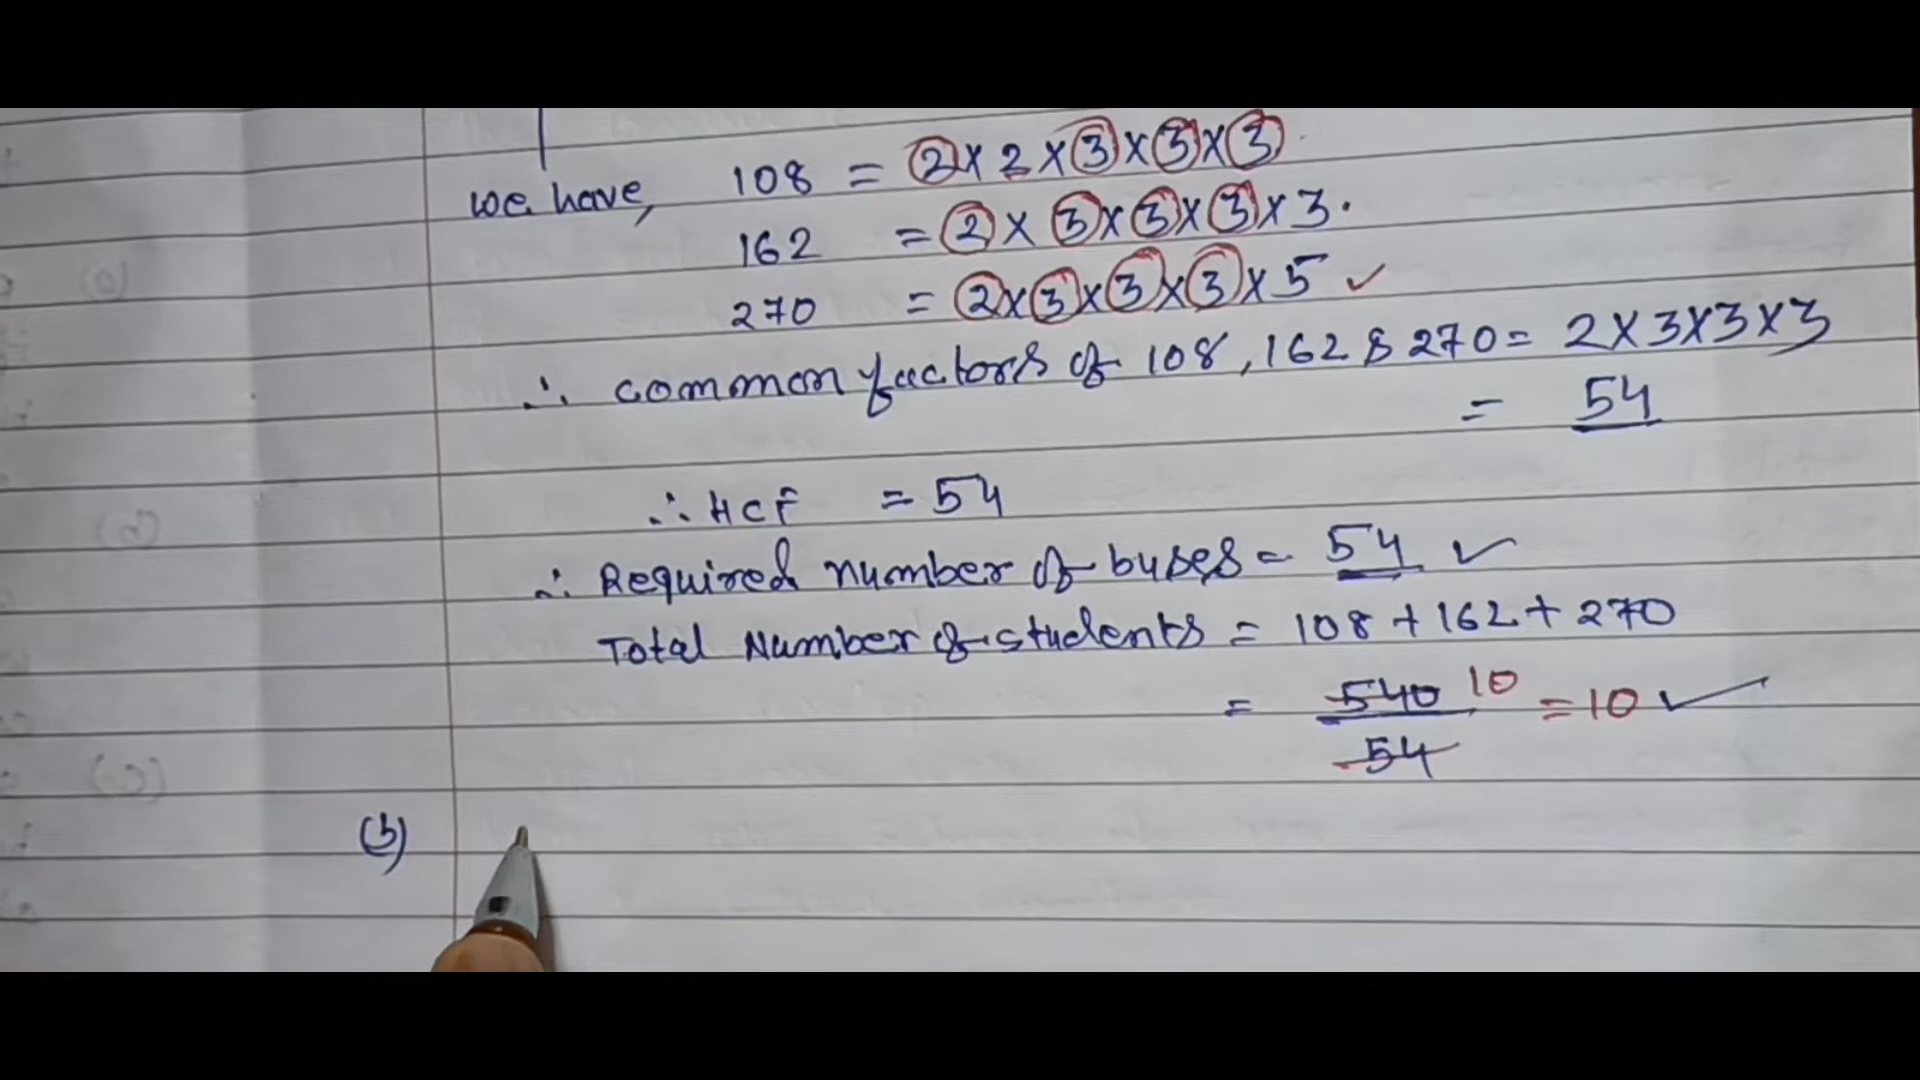 we have, 108 = 2 × 2 × 3 × 3 × 3
162 = 2 × 3 × 3 × 3 × 3.
270 = 2 × 3 × 3 × 3 × 5 ✓
∴ common factors of 108, 162 & 270 = 2 × 3 × 3 × 3
= 54
∴ HCF = 54
∴ Required number of buses = 54 ✓
Total Number of students = 108 + 162 + 270
= 540 10 = 10 ✓
54
(b)